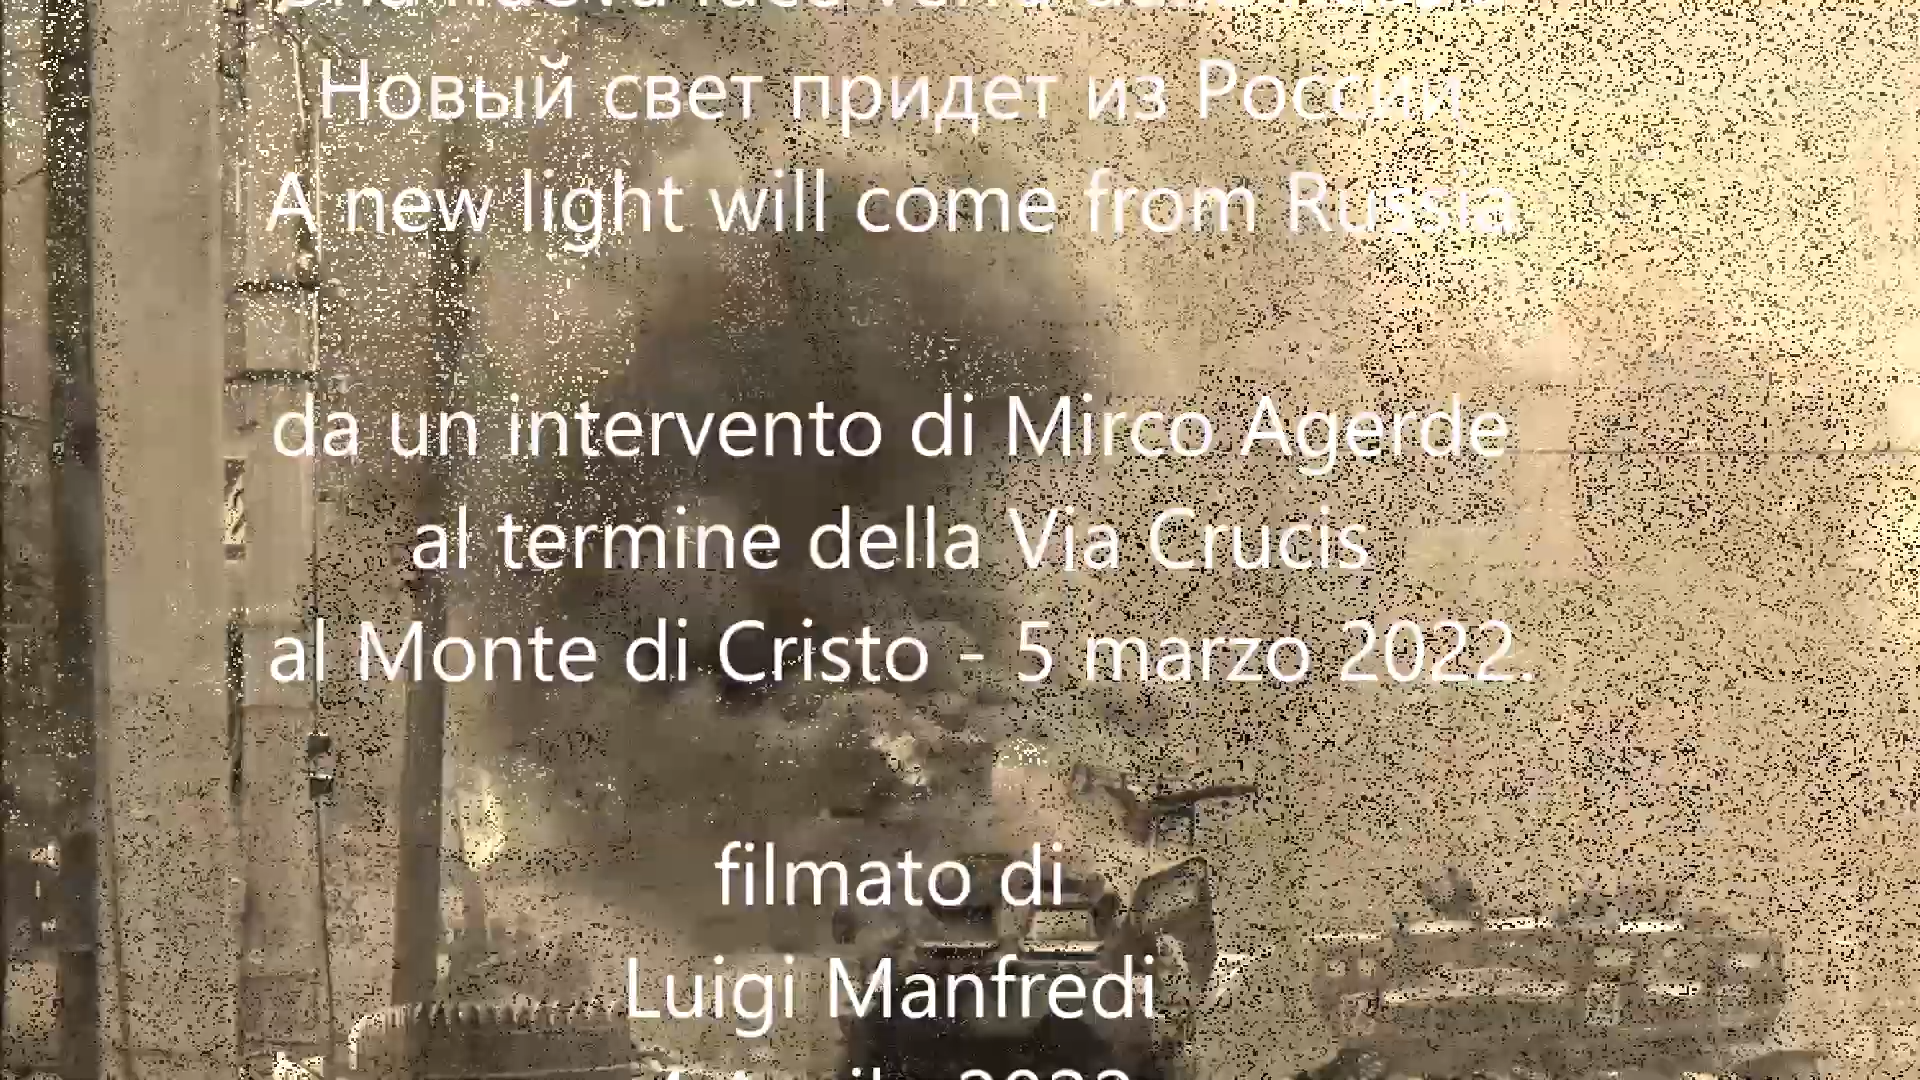 Новый свет придет из России
A new light will come from Russia
da un intervento di Mirco Agerde
al termine della Via Crucis
al Monte di Cristo - 5 marzo 2022.
filmato di
Luigi Manfredi